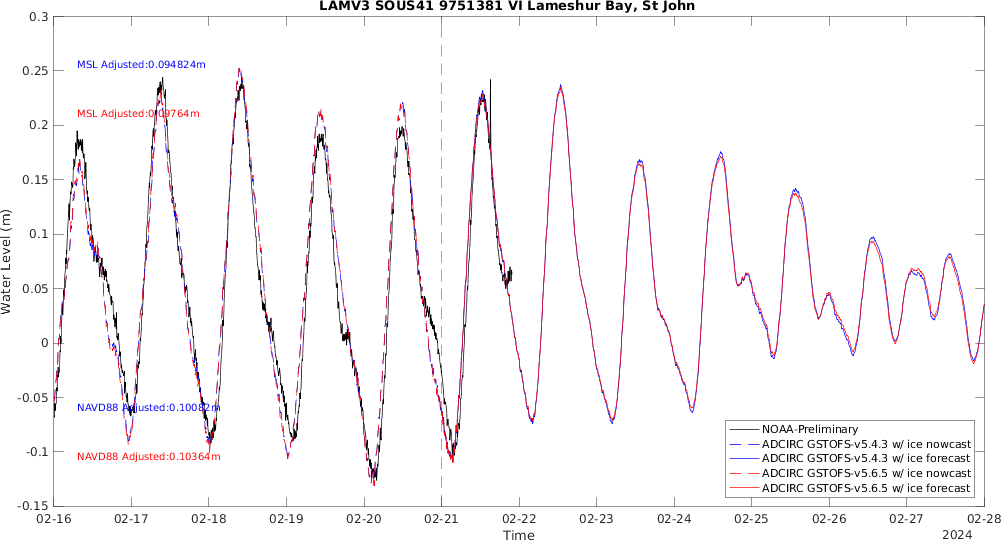 LAMV3 SOUS41 9751381 VI Lameshur Bay, St John
0.3
0.25
0.2
0.15
0.1
0.05
0
-0.05
-0.1
-0.15
Water Level (m)
MSL Adjusted:0.094824m
MSL Adjusted:0.09764m
NAVD88 Adjusted:0.10082m
NAVD88 Adjusted:0.10364m
NOAA-Preliminary
ADCIRC GSTOFS-v5.4.3 w/ ice nowcast
ADCIRC GSTOFS-v5.4.3 w/ ice forecast
ADCIRC GSTOFS-v5.6.5 w/ ice nowcast
ADCIRC GSTOFS-v5.6.5 w/ ice forecast
02-16 02-17 02-18 02-19 02-20 02-21 02-22 02-23 02-24 02-25 02-26 02-27 02-28
Time
2024